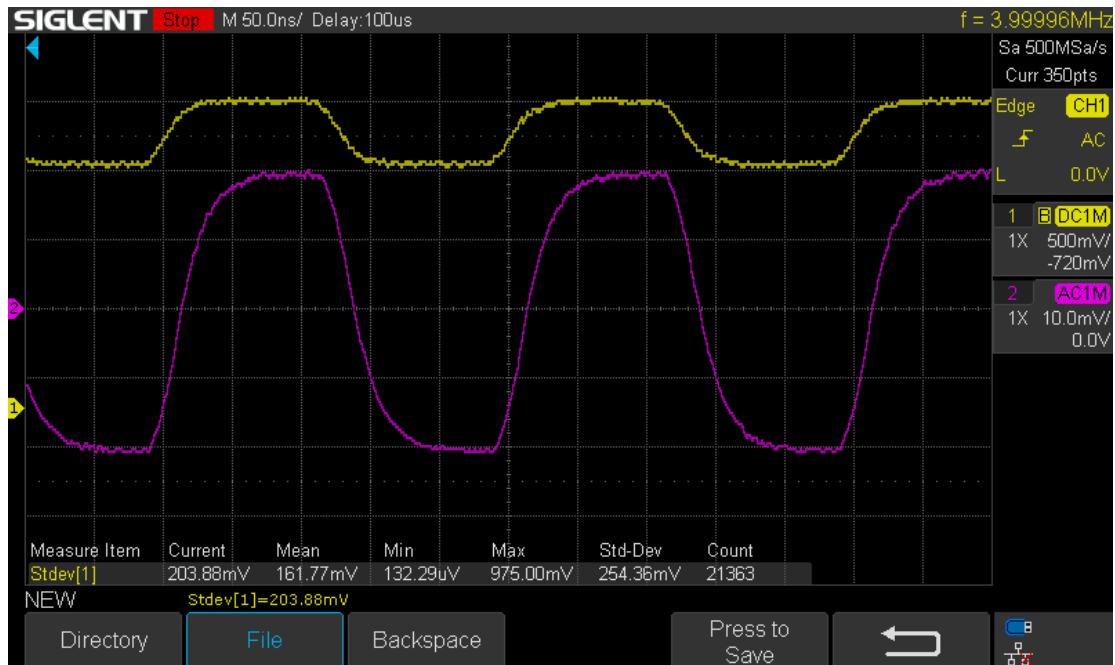 SIGLENT Stop M 50.0ns/ Delay:100us f = 3.99996MHz
Sa 500MSa/s
Curr 350pts
Edge CH1
AC
L 0.0V
1 B DC1M
1X 500mV/
-720mV
2 AC1M
1X 10.0mV/
0.0V
2
1
Measure Item Current Mean Min Max Std-Dev Count
Stdev[1] 203.88mV 161.77mV 132.29uV 975.00mV 254.36mV 21363
NEW Stdev[1]=203.88mV
Directory File Backspace Press to
Save